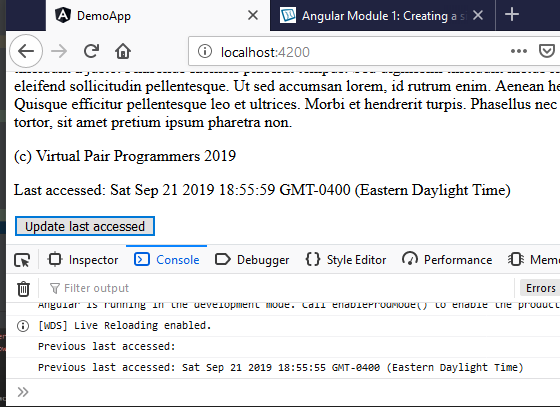 DemoApp
Angular Module 1: Creating a s
localhost:4200
eleifend sollicitudin pellentesque. Ut sed accumsan lorem, id rutrum enim. Aenean he
Quisque efficitur pellentesque leo et ultrices. Morbi et hendrerit turpis. Phasellus nec
tortor, sit amet pretium ipsum pharetra non.
(c) Virtual Pair Programmers 2019
Last accessed: Sat Sep 21 2019 18:55:59 GMT-0400 (Eastern Daylight Time)
Update last accessed
Inspector Console Debugger Style Editor Performance Memo
Filter output Errors
Angular is running in the development mode. Call enableProdMode() to enable the product
[WDS] Live Reloading enabled.
Previous last accessed:
Previous last accessed: Sat Sep 21 2019 18:55:55 GMT-0400 (Eastern Daylight Time)